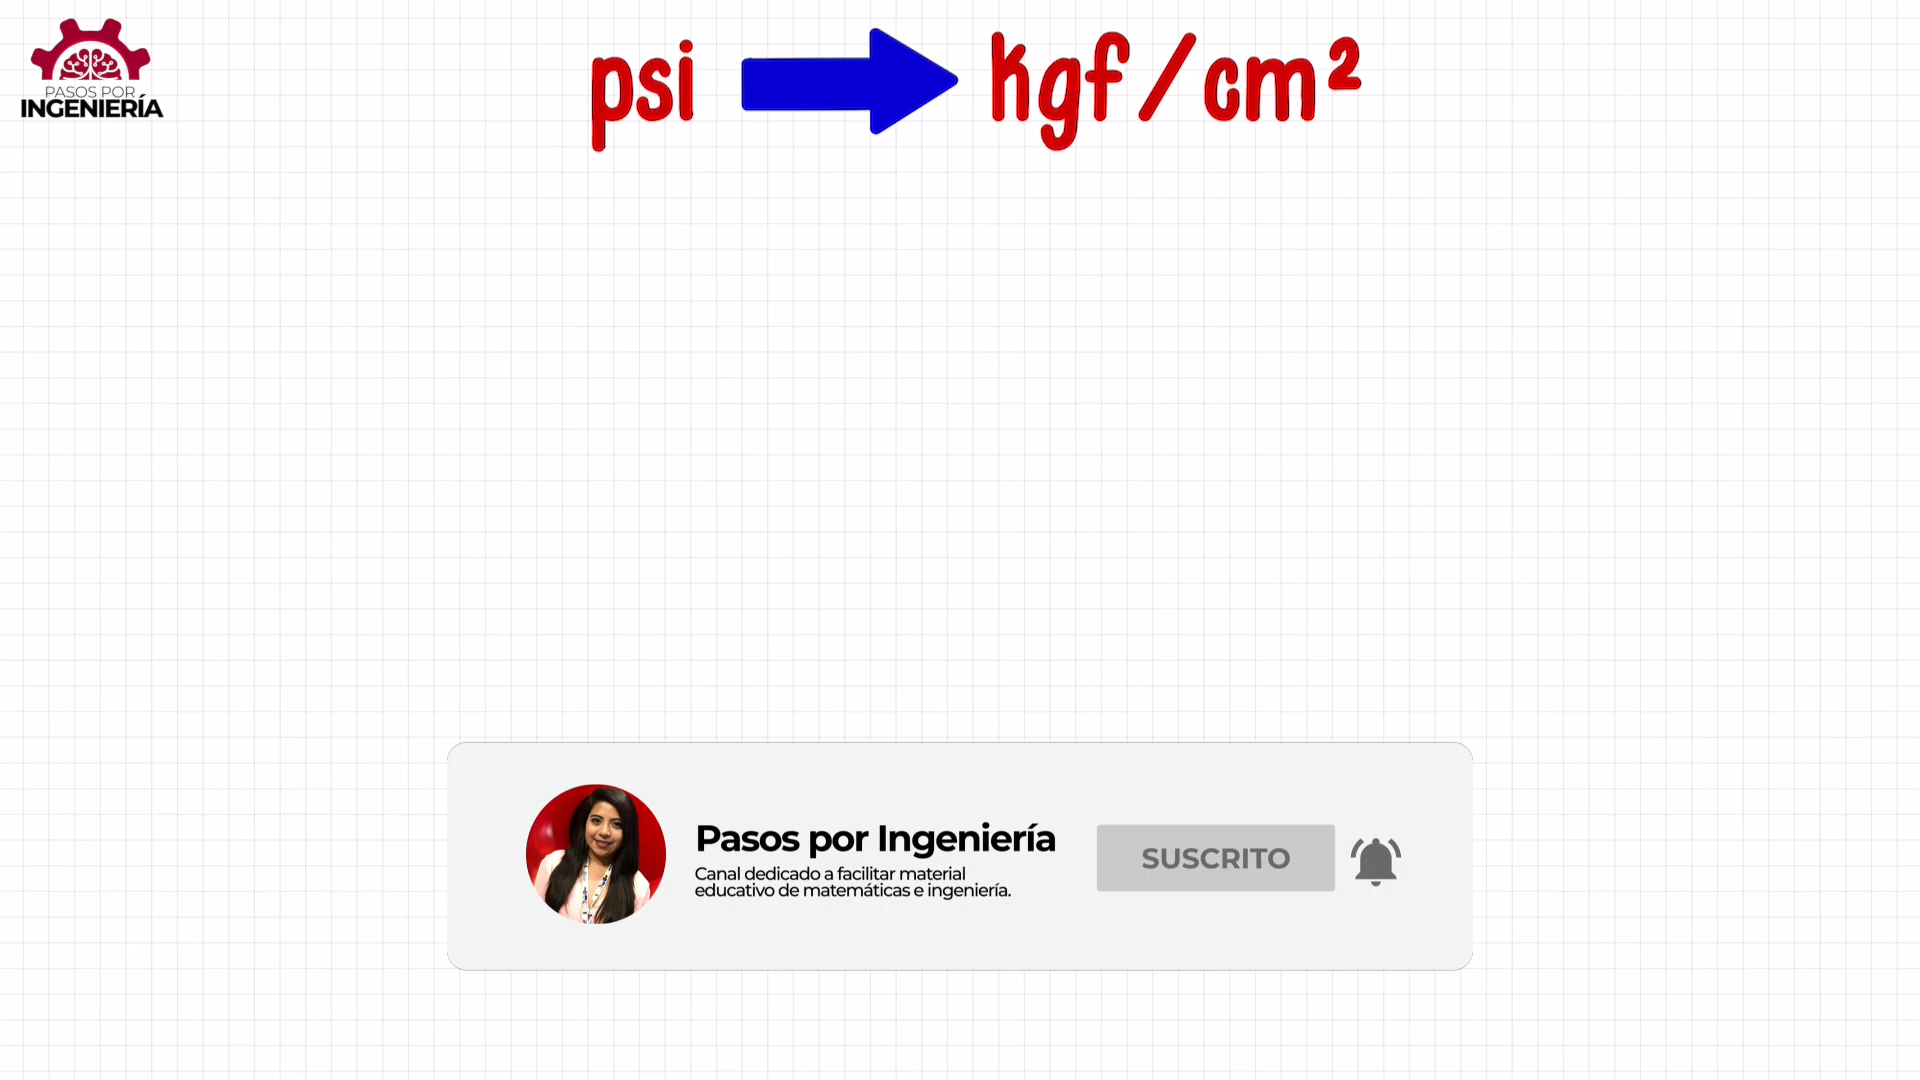 PASOS POR
INGENIERÍA
psi kgf/cm²
Pasos por Ingeniería
Canal dedicado a facilitar material
educativo de matemáticas e ingeniería.
SUSCRITO